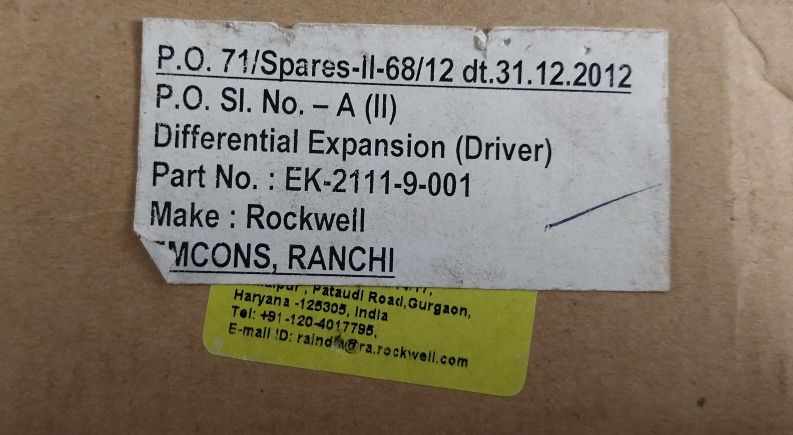 P.O. 71/Spares-II-68/12 dt.31.12.2012
P.O. Sl. No. – A (II)
Differential Expansion (Driver)
Part No. : EK-2111-9-001
Make : Rockwell
MCONS, RANCHI
Pataudi Road,Gurgaon,
Haryana -125305, India
Tel: +91-120-4017795,
E-mail ID: